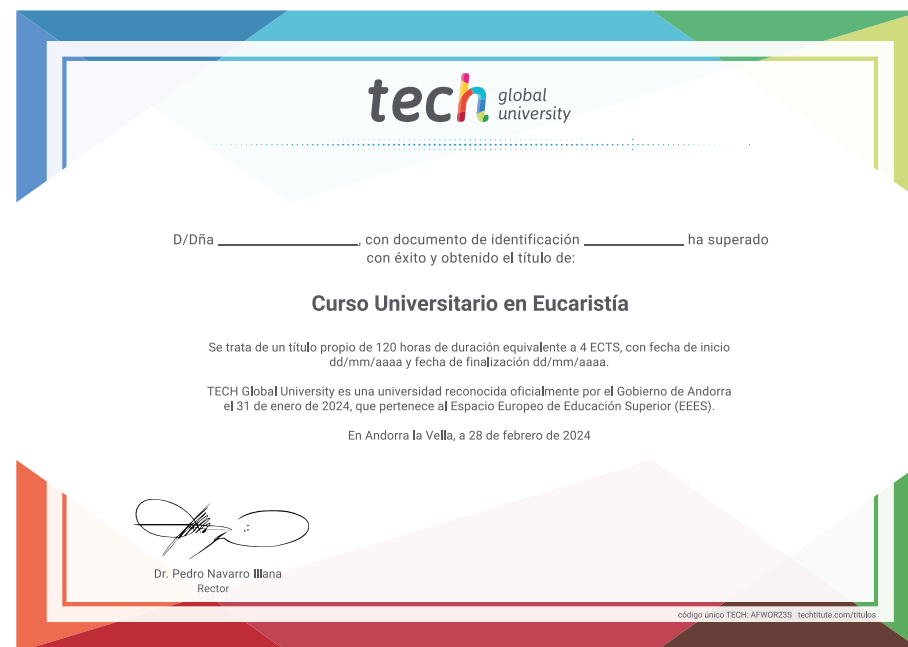 tech global university
D/Dña ____________________, con documento de identificación ______________ ha superado
con éxito y obtenido el título de:
Curso Universitario en Eucaristía
Se trata de un título propio de 120 horas de duración equivalente a 4 ECTS, con fecha de inicio
dd/mm/aaaa y fecha de finalización dd/mm/aaaa.
TECH Global University es una universidad reconocida oficialmente por el Gobierno de Andorra
el 31 de enero de 2024, que pertenece al Espacio Europeo de Educación Superior (EEES).
En Andorra la Vella, a 28 de febrero de 2024
Dr. Pedro Navarro Illana
Rector
código único TECH: AFWOR23S techtitute.com/titulos